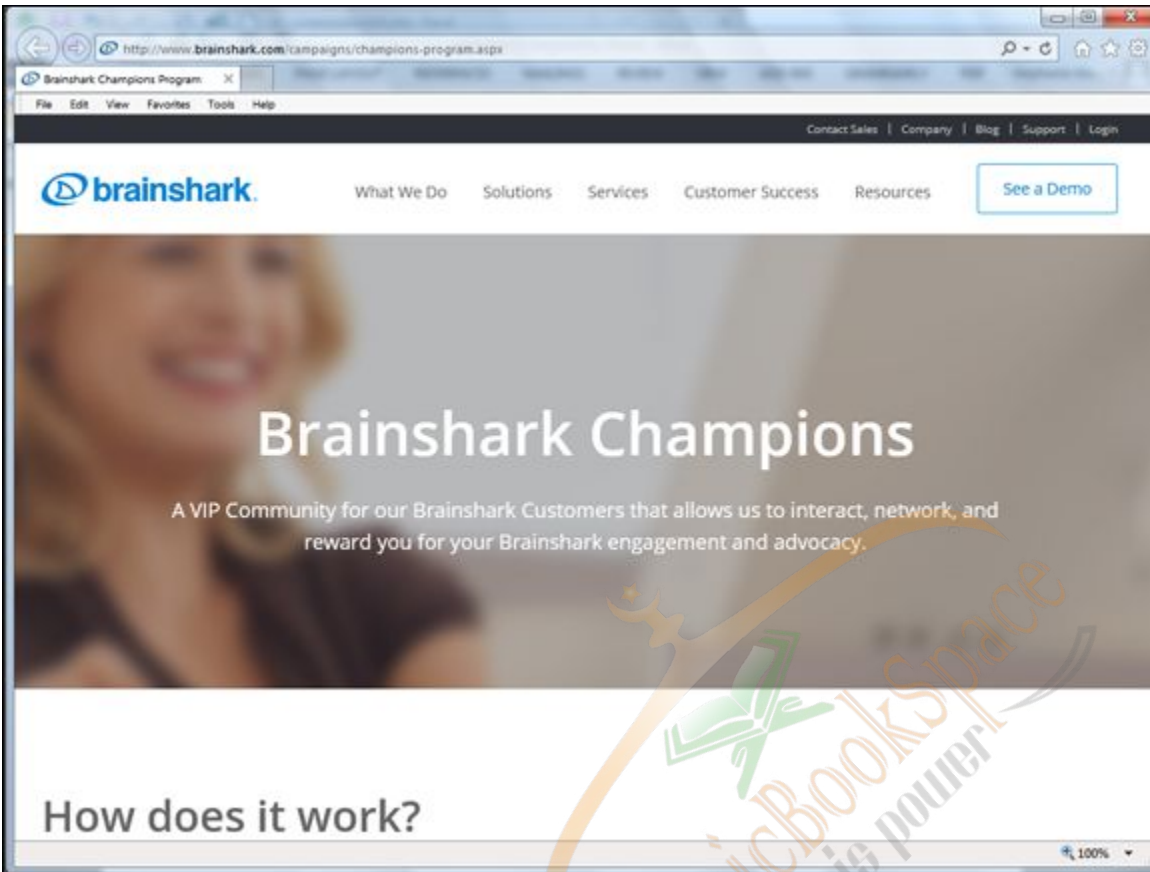 http://www.brainshark.com/campaigns/champions-program.aspx
Brainshark Champions Program
File Edit View Favorites Tools Help
Contact Sales | Company | Blog | Support | Login
brainshark.
What We Do Solutions Services Customer Success Resources See a Demo
Brainshark Champions
A VIP Community for our Brainshark Customers that allows us to interact, network, and
reward you for your Brainshark engagement and advocacy.
How does it work?
icBookSpace
is power
100%